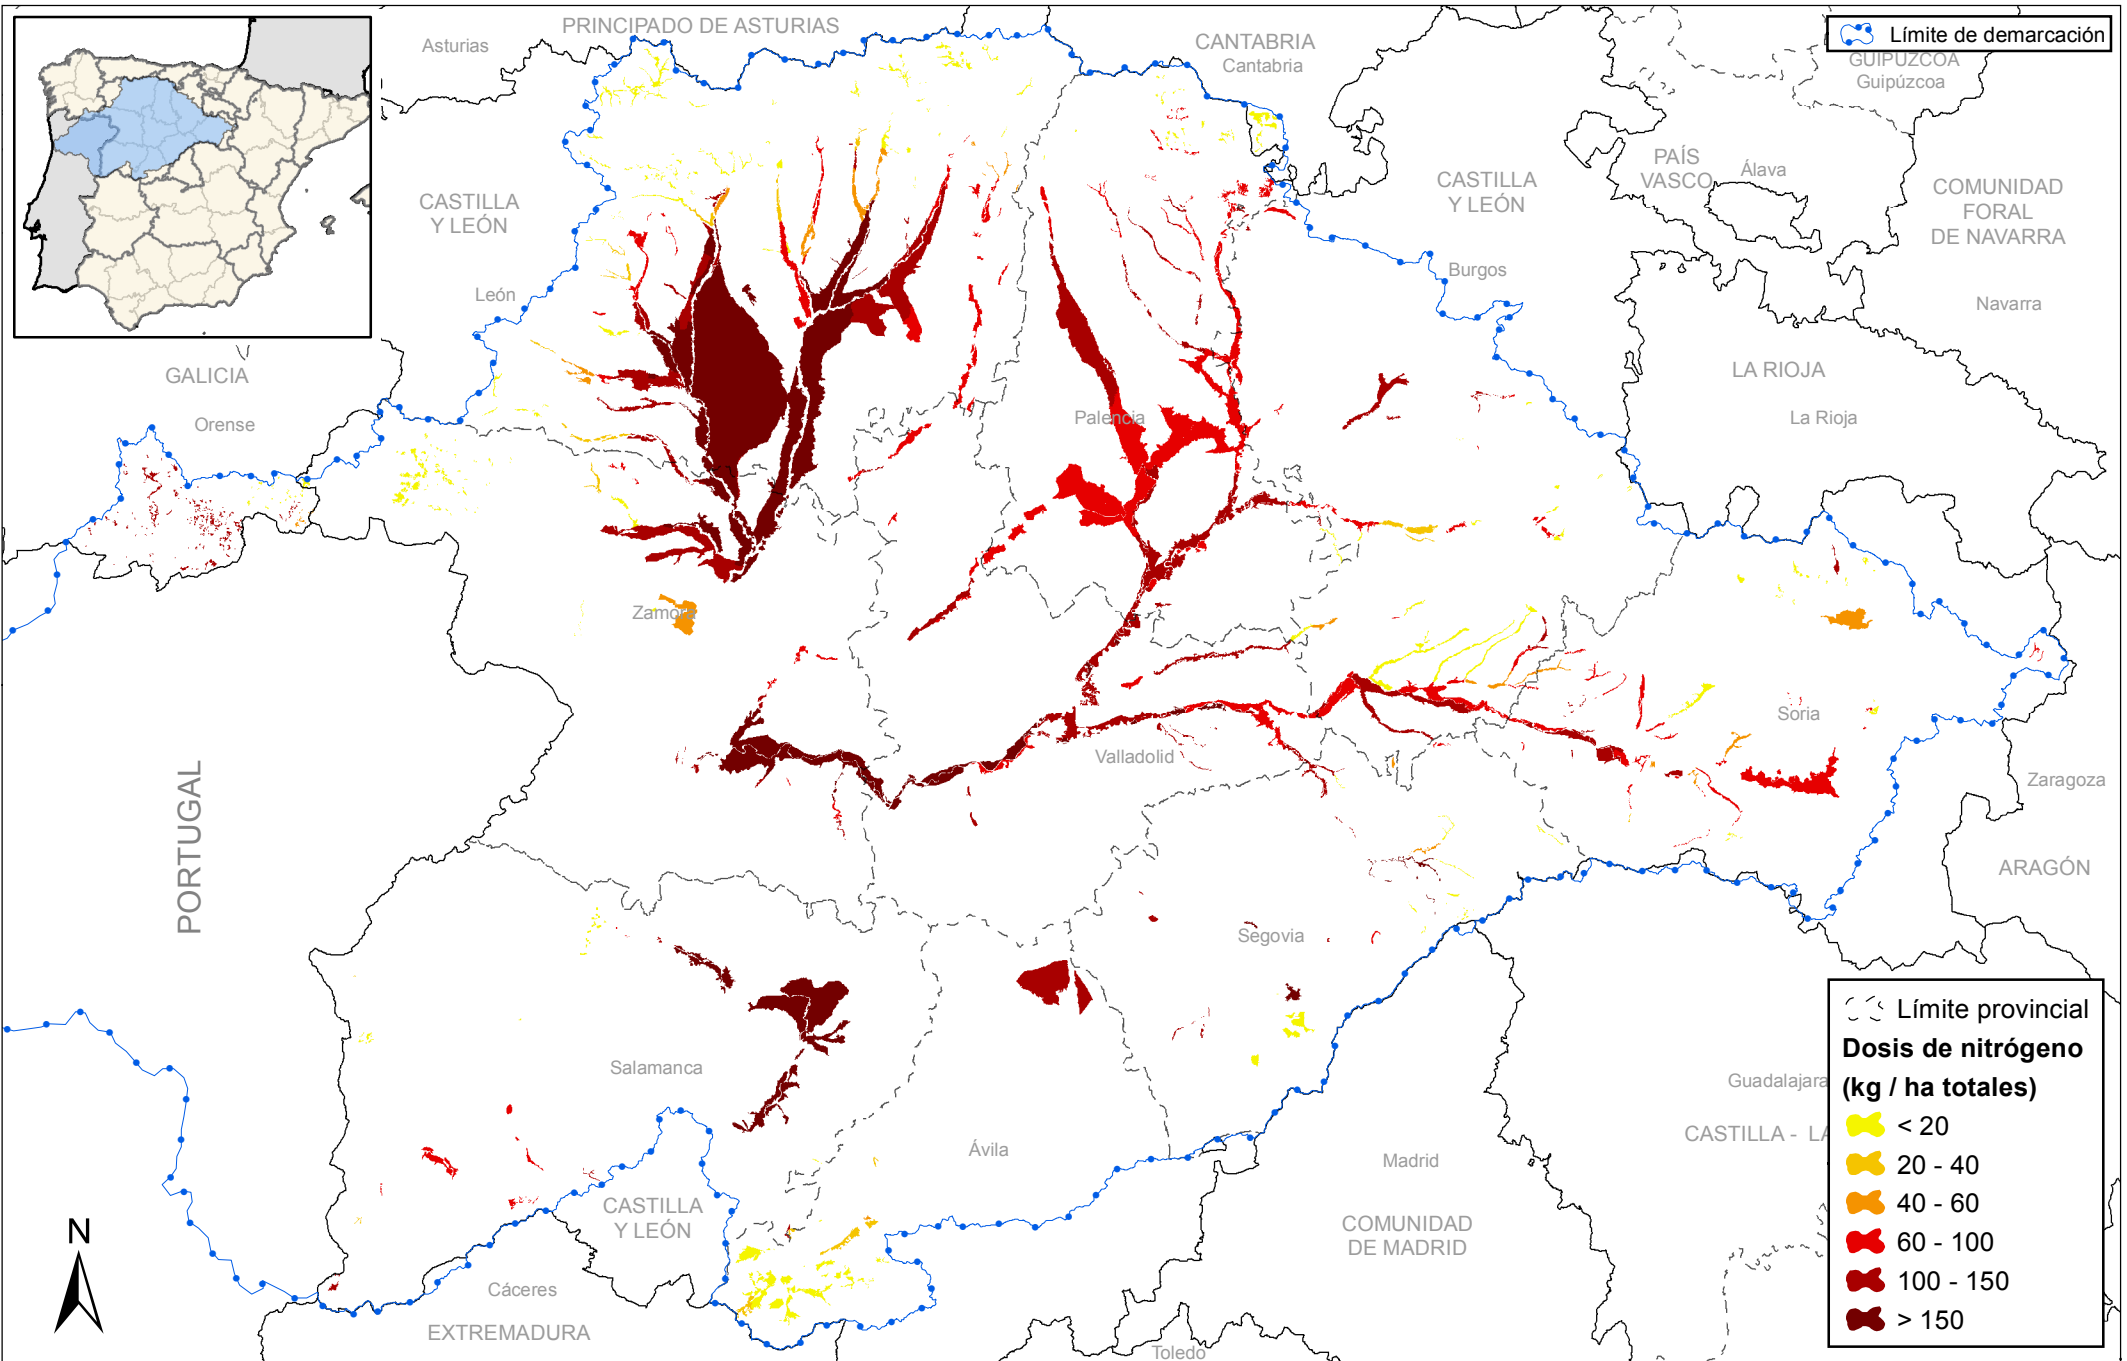 PRINCIPADO DE ASTURIAS
Asturias
CANTABRIA
Cantabria
Límite de demarcación
GUIPÚZCOA
Guipúzcoa
PAÍS
VASCO
Álava
CASTILLA
Y LEÓN
COMUNIDAD
FORAL
DE NAVARRA
CASTILLA
Y LEÓN
Burgos
León
Navarra
GALICIA
LA RIOJA
Orense
Palencia
La Rioja
Zamora
Soria
Valladolid
Zaragoza
PORTUGAL
ARAGÓN
Segovia
Salamanca
Guadalajara
CASTILLA - LA
Ávila
Madrid
CASTILLA
Y LEÓN
COMUNIDAD
DE MADRID
N
Cáceres
EXTREMADURA
Toledo
Límite provincial
Dosis de nitrógeno
(kg / ha totales)
< 20
20 - 40
40 - 60
60 - 100
100 - 150
> 150